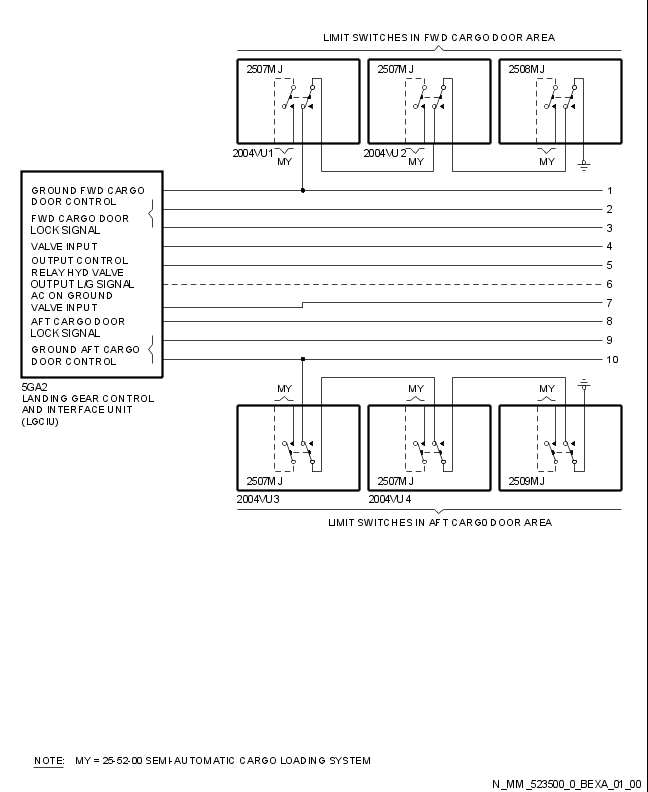 LIMIT SWITCHES IN FWD CARGO DOOR AREA
2507MJ 2507MJ 2508MJ
2004VU1 2004VU2
MY MY MY
GROUND FWD CARGO
DOOR CONTROL
FWD CARGO DOOR
LOCK SIGNAL
VALVE INPUT
OUTPUT CONTROL
RELAY HYD VALVE
OUTPUT L/G SIGNAL
AC ON GROUND
VALVE INPUT
AFT CARGO DOOR
LOCK SIGNAL
GROUND AFT CARGO
DOOR CONTROL
1
2
3
4
5
6
7
8
9
10
5GA2
LANDING GEAR CONTROL
AND INTERFACE UNIT
(LGCIU)
MY MY MY
2507MJ 2507MJ 2509MJ
2004VU3 2004VU4
LIMIT SWITCHES IN AFT CARGO DOOR AREA
NOTE: MY = 25-52-00 SEMI-AUTOMATIC CARGO LOADING SYSTEM
N_MM_523500_0_BEXA_01_00